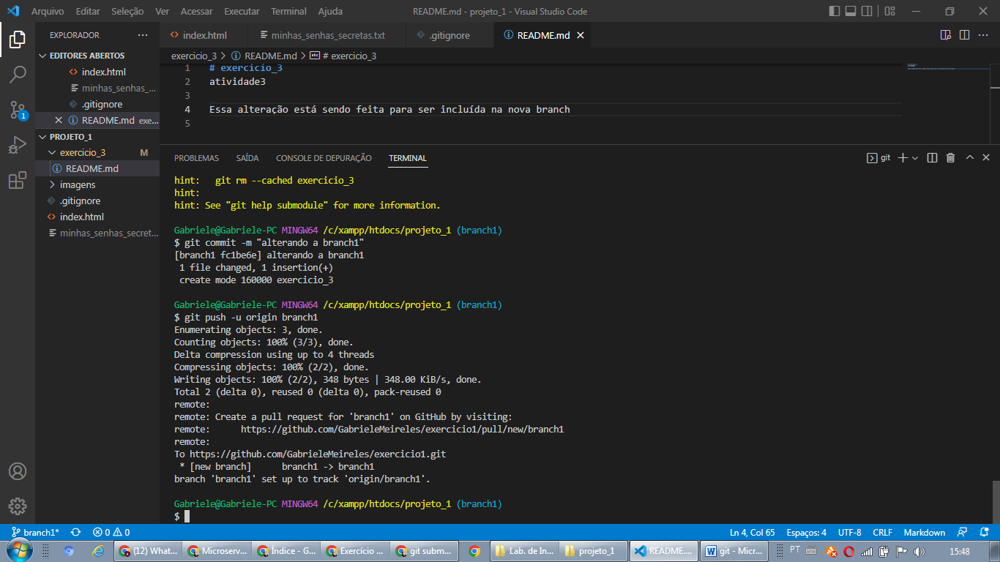 Arquivo Editar Seleção Ver Acessar Executar Terminal Ajuda README.md - projeto_1 - Visual Studio Code
EXPLORADOR ···
EDITORES ABERTOS
index.html
minhas_senhas_...
.gitignore
README.md exe...
PROJETO_1
exercicio_3 M
README.md
imagens
.gitignore
index.html
minhas_senhas_secret...
1
index.html minhas_senhas_secretas.txt .gitignore README.md
exercicio_3 > README.md > # exercicio_3
1 # exercicio_3
2 atividade3
3
4 Essa alteração está sendo feita para ser incluída na nova branch
5
PROBLEMAS SAÍDA CONSOLE DE DEPURAÇÃO TERMINAL git
hint:   git rm --cached exercicio_3
hint:
hint: See "git help submodule" for more information.
Gabriele@Gabriele-PC MINGW64 /c/xampp/htdocs/projeto_1 (branch1)
$ git commit -m "alterando a branch1"
[branch1 fc1be6e] alterando a branch1
1 file changed, 1 insertion(+)
create mode 160000 exercicio_3
Gabriele@Gabriele-PC MINGW64 /c/xampp/htdocs/projeto_1 (branch1)
$ git push -u origin branch1
Enumerating objects: 3, done.
Counting objects: 100% (3/3), done.
Delta compression using up to 4 threads
Compressing objects: 100% (2/2), done.
Writing objects: 100% (2/2), 348 bytes | 348.00 KiB/s, done.
Total 2 (delta 0), reused 0 (delta 0), pack-reused 0
remote:
remote: Create a pull request for 'branch1' on GitHub by visiting:
remote:      https://github.com/GabrieleMeireles/exercicio1/pull/new/branch1
remote:
To https://github.com/GabrieleMeireles/exercicio1.git
* [new branch]      branch1 -> branch1
branch 'branch1' set up to track 'origin/branch1'.
Gabriele@Gabriele-PC MINGW64 /c/xampp/htdocs/projeto_1 (branch1)
$
branch1* 0 0 Ln 4, Col 65 Espaços: 4 UTF-8 CRLF Markdown
(12) What... Microserv... Índice - G... Exercício ... git subm... Lab. de In... projeto_1 README.... git - Micr... PT 15:48